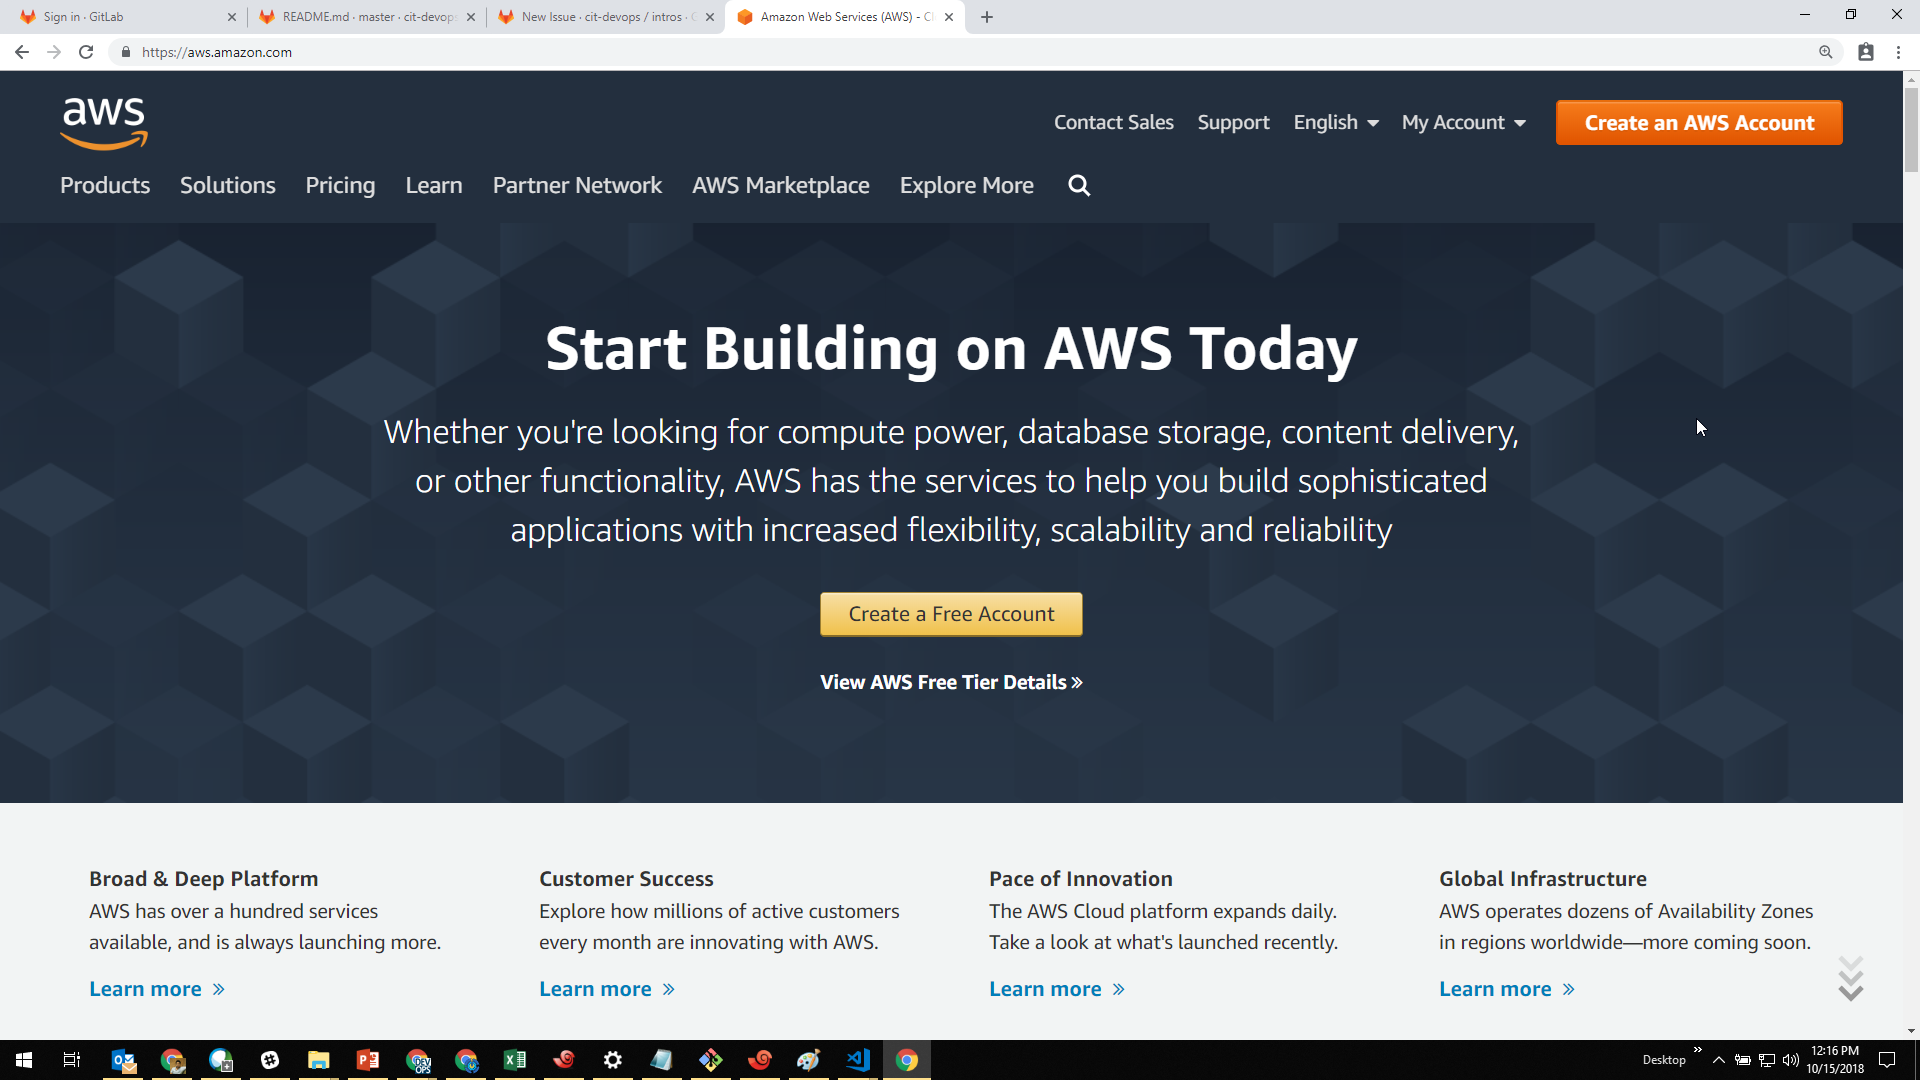 Sign in · GitLab
README.md · master · cit-devops
New Issue · cit-devops / intros ·
Amazon Web Services (AWS) - Cl
https://aws.amazon.com
aws
Contact Sales
Support
English
My Account
Create an AWS Account
Products
Solutions
Pricing
Learn
Partner Network
AWS Marketplace
Explore More
Start Building on AWS Today
Whether you're looking for compute power, database storage, content delivery,
or other functionality, AWS has the services to help you build sophisticated
applications with increased flexibility, scalability and reliability
Create a Free Account
View AWS Free Tier Details »
Broad & Deep Platform
AWS has over a hundred services
available, and is always launching more.
Learn more »
Customer Success
Explore how millions of active customers
every month are innovating with AWS.
Learn more »
Pace of Innovation
The AWS Cloud platform expands daily.
Take a look at what's launched recently.
Learn more »
Global Infrastructure
AWS operates dozens of Availability Zones
in regions worldwide—more coming soon.
Learn more »
DEV
OPS
Desktop
12:16 PM
10/15/2018